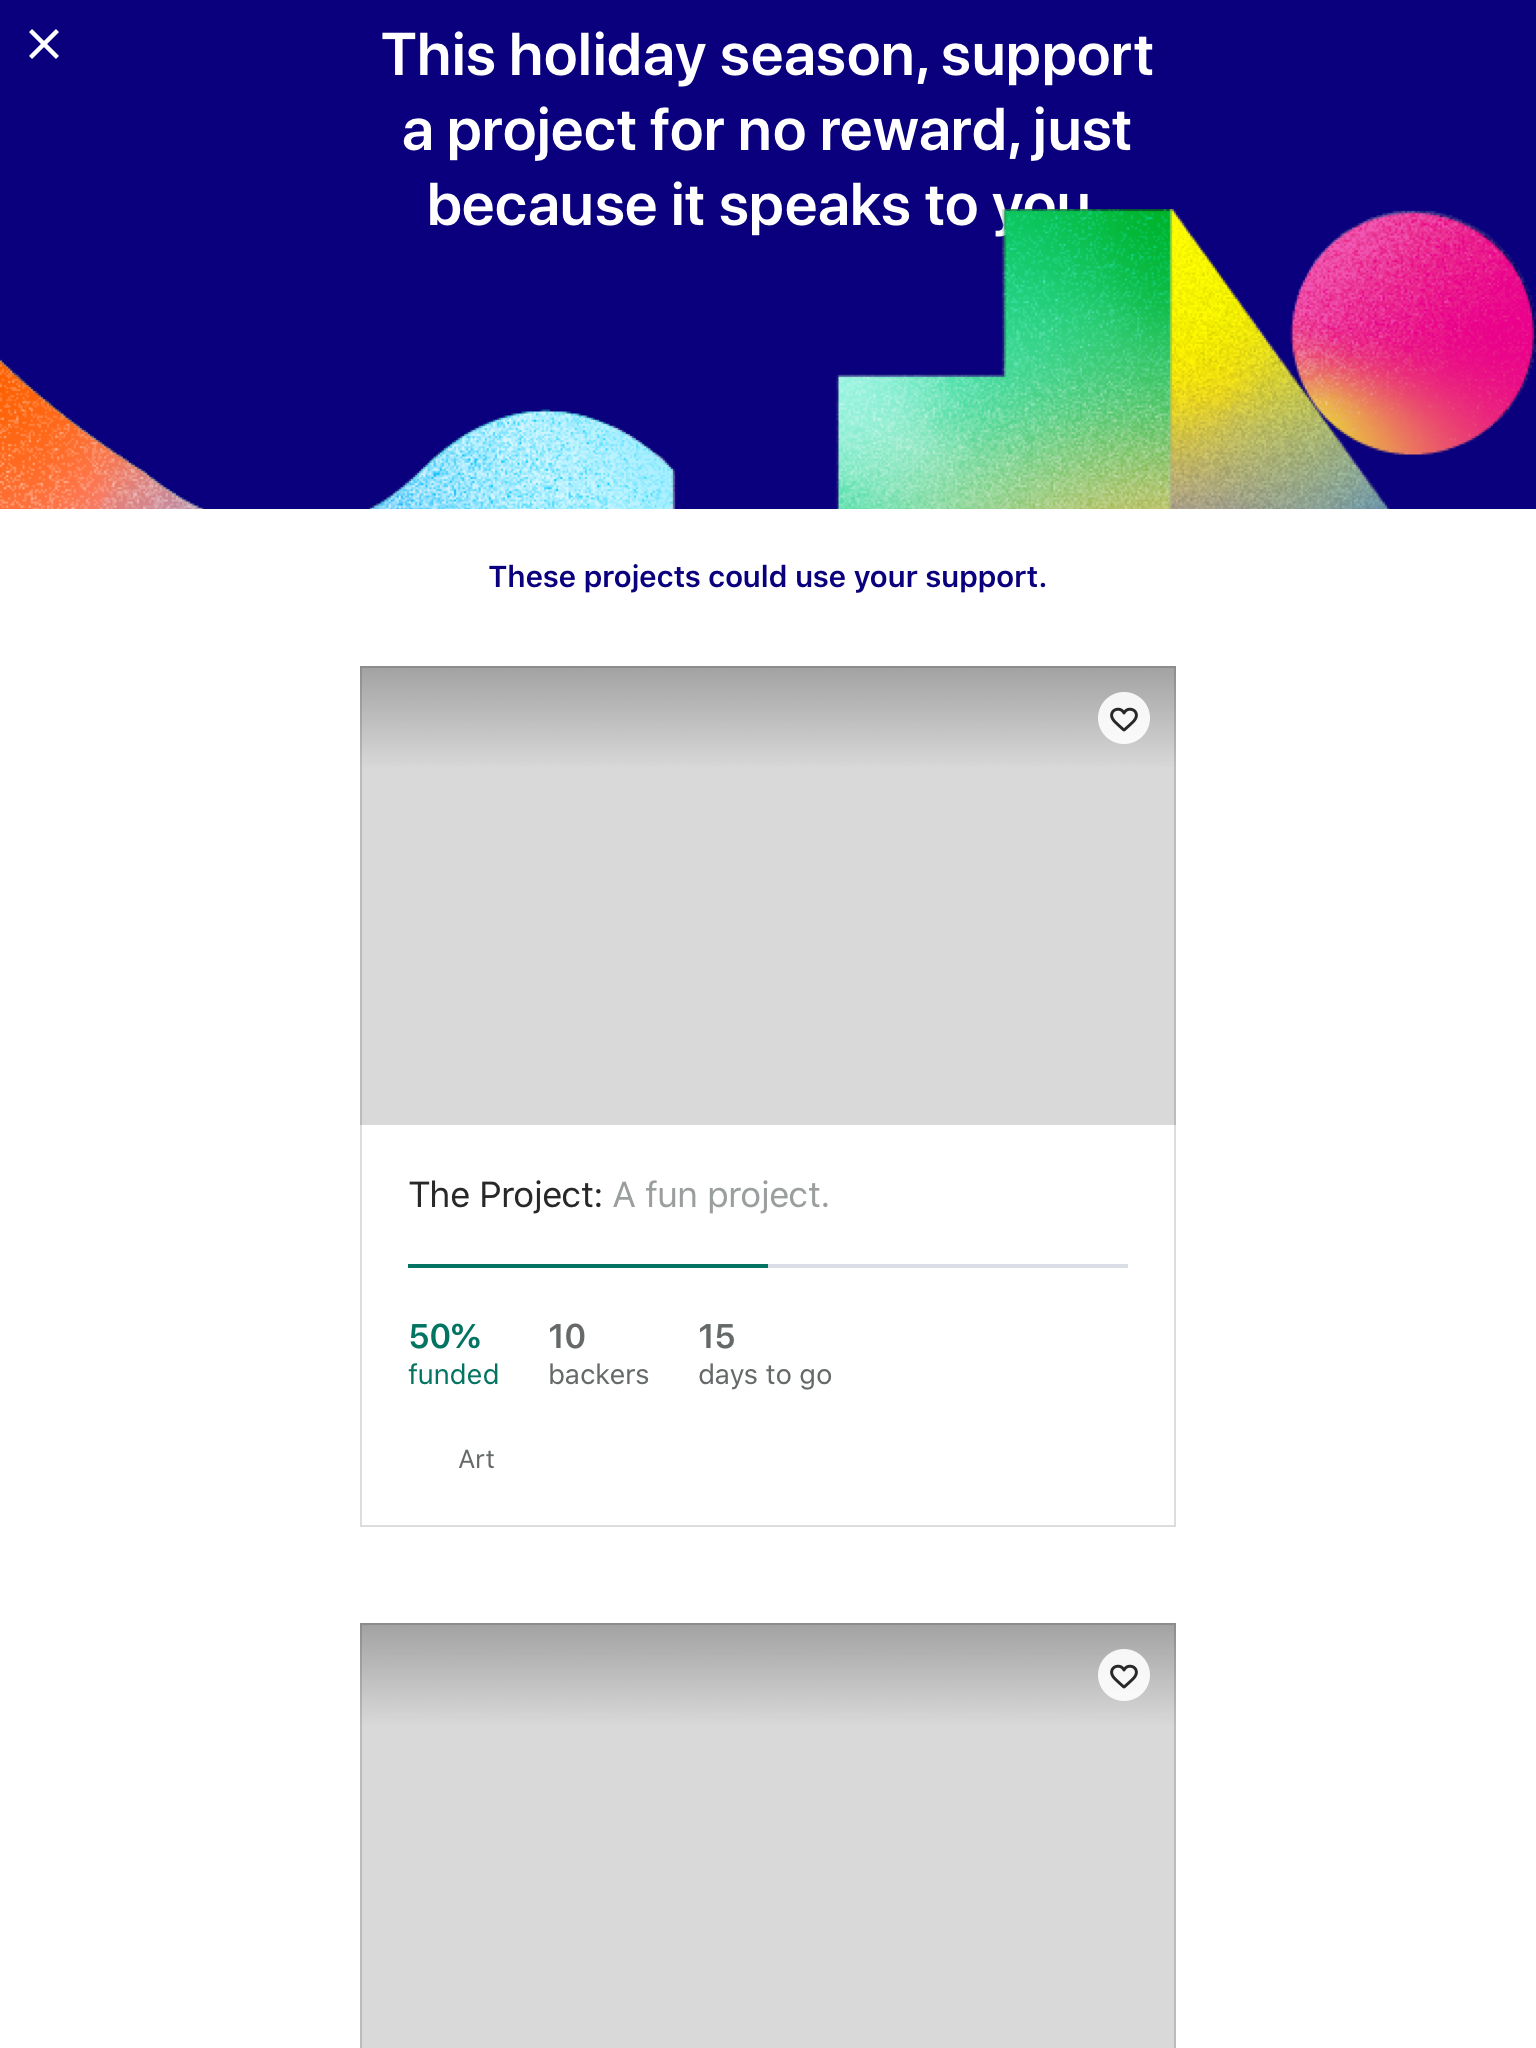 This holiday season, support
a project for no reward, just
because it speaks to you
These projects could use your support.
The Project: A fun project.
50%
funded
10
backers
15
days to go
Art